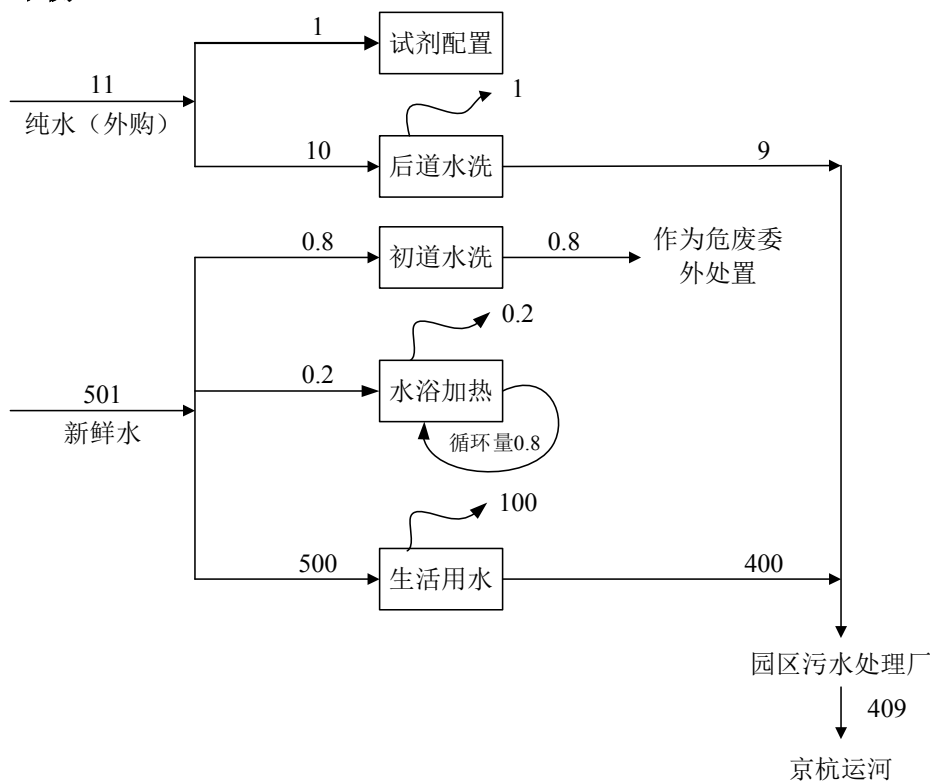 1
试剂配置
11
纯水（外购）
1
10
后道水洗
9
0.8
初道水洗
0.8
作为危废委
外处置
0.2
501
新鲜水
0.2
水浴加热
循环量0.8
100
500
生活用水
400
园区污水处理厂
409
京杭运河